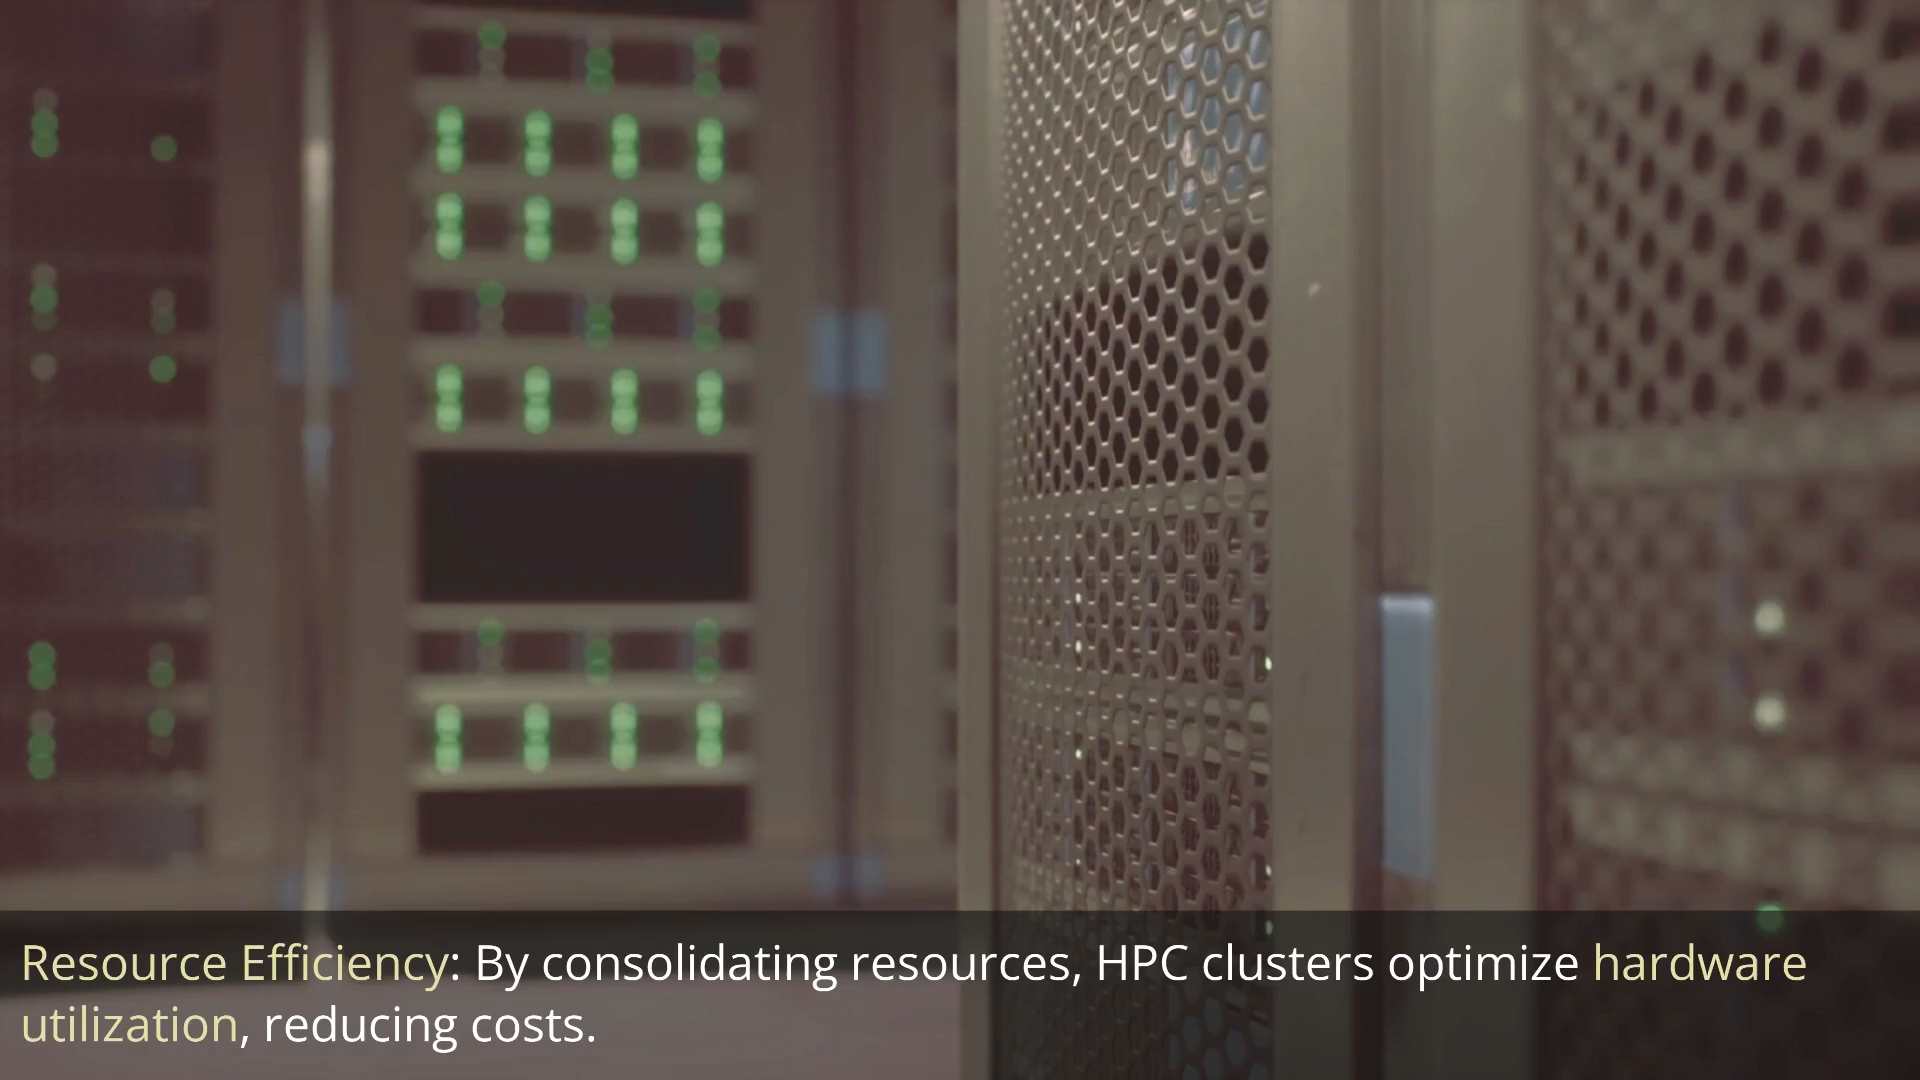 Resource Efficiency: By consolidating resources, HPC clusters optimize hardware
utilization, reducing costs.